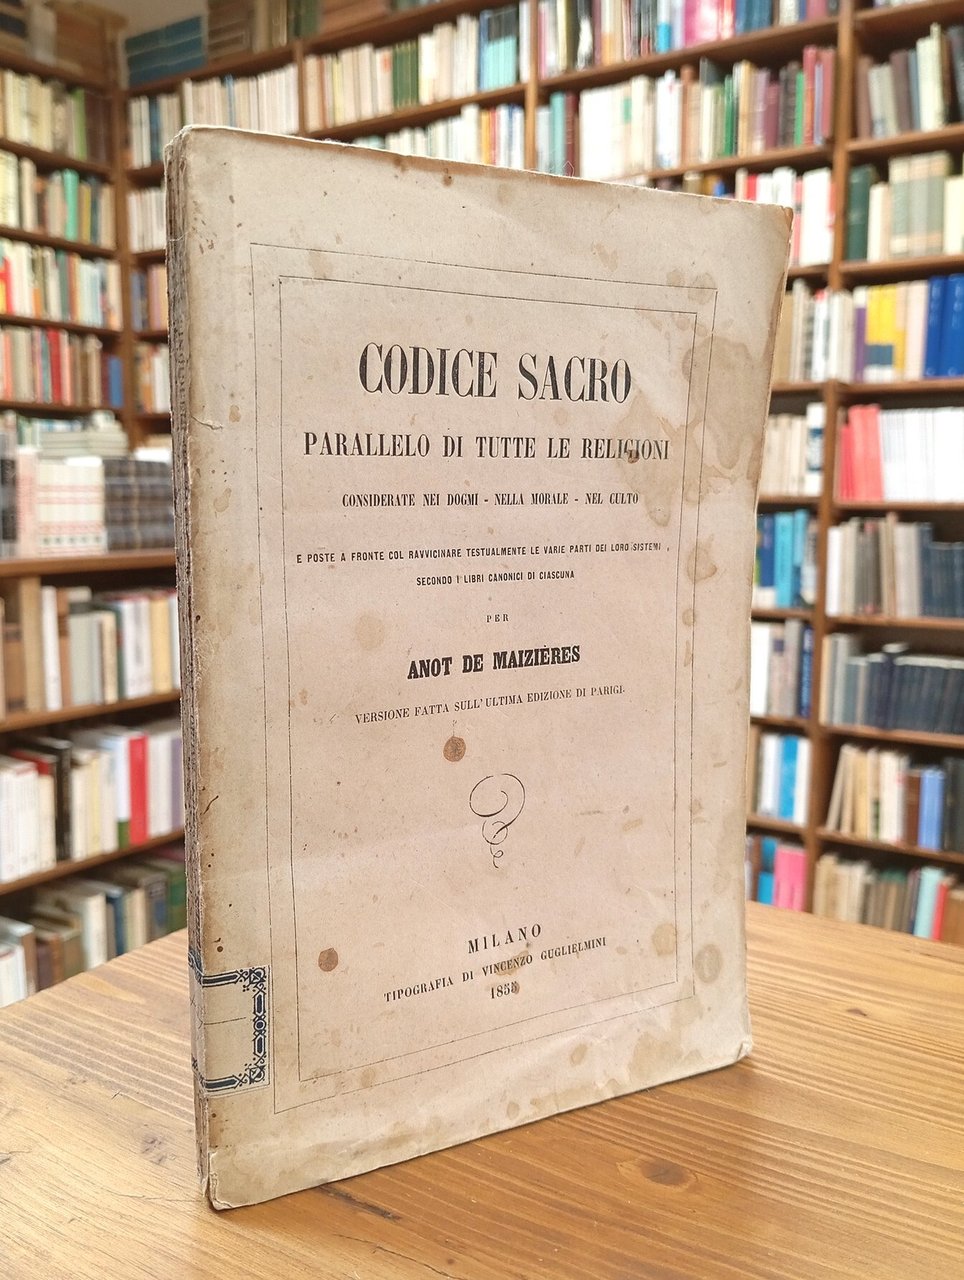 CODICE SACRO
PARALLELO DI TUTTE LE RELIGIONI
CONSIDERATE NEI DOGMI - NELLA MORALE - NEL CULTO
E POSTE A FRONTE COL RAVVICINARE TESTUALMENTE LE VARIE PARTI DEI LORO SISTEMI,
SECONDO I LIBRI CANONICI DI CIASCUNA
PER
ANOT DE MAIZIÈRES
VERSIONE FATTA SULL'ULTIMA EDIZIONE DI PARIGI.
MILANO
TIPOGRAFIA DI VINCENZO GUGLIELMINI
1855